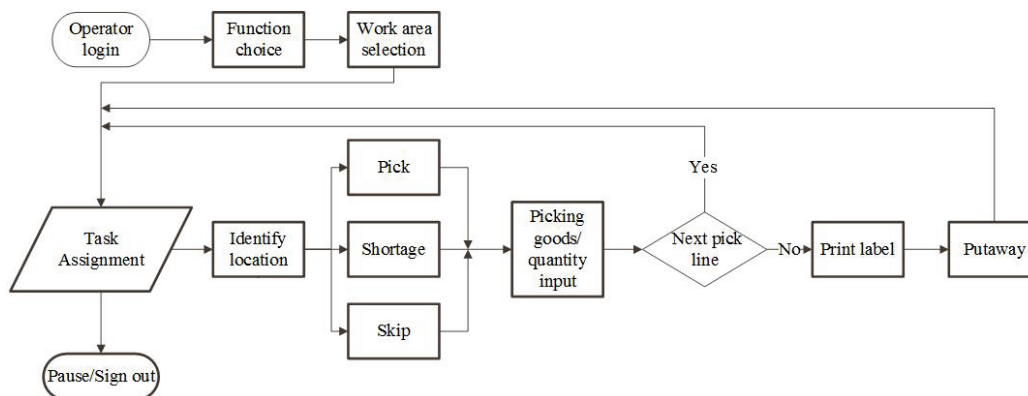 Operator
login
Function
choice
Work area
selection
Yes
Pick
Task
Assignment
Identify
location
Shortage
Picking
goods/
quantity
input
Next pick
line
No
Print label
Putaway
Skip
Pause/Sign out